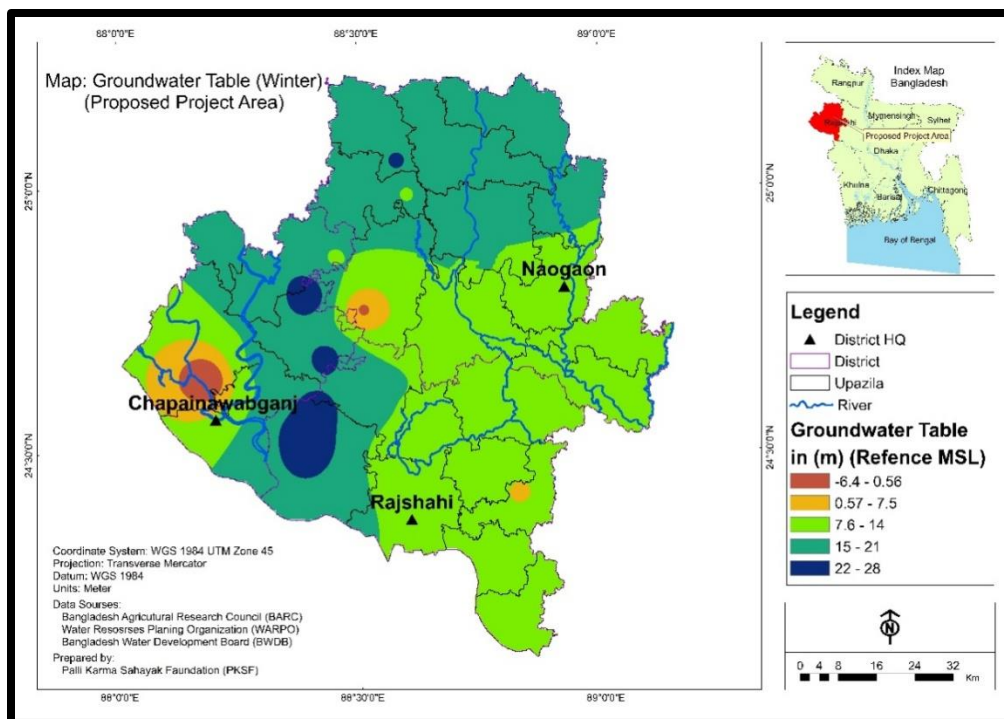 88°0'0"E
88°30'0"E
89°0'0"E
Map: Groundwater Table (Winter)
(Proposed Project Area)
25°0'0"N
24°30'0"N
Naogaon
Chapainawabganj
Rajshahi
Coordinate System: WGS 1984 UTM Zone 45
Projection: Transverse Mercator
Datum: WGS 1984
Units: Meter
Data Sourses:
Bangladesh Agricutural Research Council (BARC)
Water Resosrses Planing Organization (WARPO)
Bangladesh Water Development Board (BWDB)
Prepared by:
Palli Karma Sahayak Foundation (PKSF)
88°0'0"E
88°30'0"E
89°0'0"E
Index Map
Bangladesh
Rangpur
Mymensingh
Sylhet
Rajshahi
Proposed Project Area
Dhaka
Khulna
Barisal
Chittagong
Bay of Bengal
25°0'0"N
24°30'0"N
Legend
District HQ
District
Upazila
River
Groundwater Table
in (m) (Refence MSL)
-6.4 - 0.56
0.57 - 7.5
7.6 - 14
15 - 21
22 - 28
N
0 4 8 16 24 32
Km